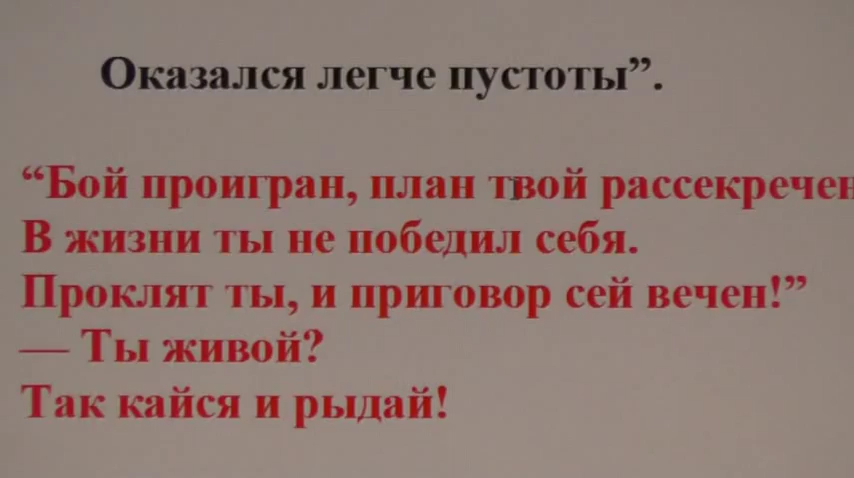 Оказался легче пустоты”.
“Бой проигран, план твой рассекречен
В жизни ты не победил себя.
Проклят ты, и приговор сей вечен!”
— Ты живой?
Так кайся и рыдай!